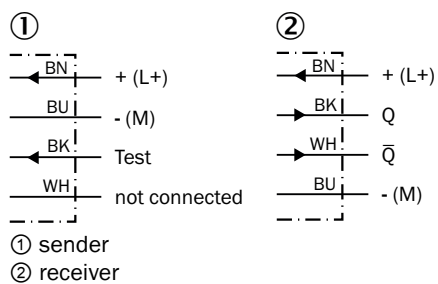 ① ②
BN + (L+)
BU - (M)
BK Test
WH not connected
BN + (L+)
BK Q
WH Q̅
BU - (M)
① sender
② receiver